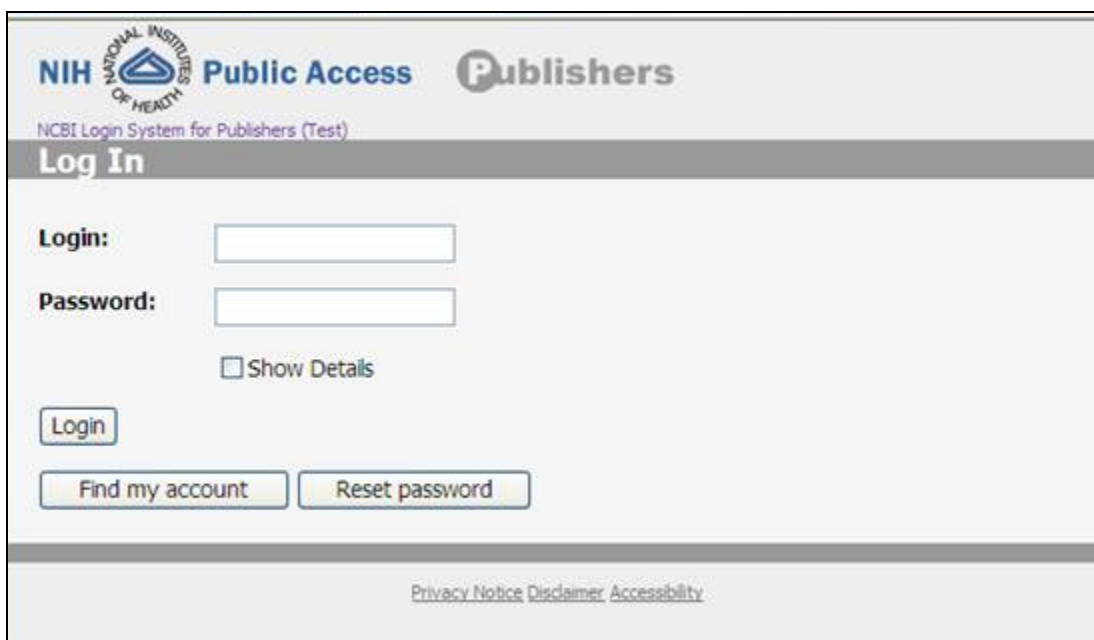 NIH NATIONAL INSTITUTES OF HEALTH Public Access Publishers
NCBI Login System for Publishers (Test)
Log In
Login:
Password:
Show Details
Login
Find my account Reset password
Privacy Notice Disclaimer Accessibility